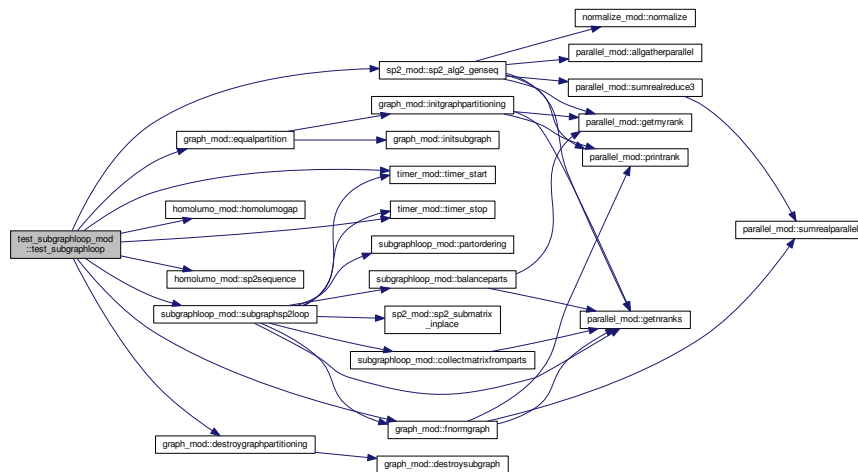 normalize_mod::normalize
parallel_mod::allgatherparallel
sp2_mod::sp2_alg2_genseq
parallel_mod::sumrealreduce3
graph_mod::initgraphpartitioning
parallel_mod::getmyrank
graph_mod::equalpartition
graph_mod::initsubgraph
parallel_mod::printrank
timer_mod::timer_start
homolumo_mod::homolumogap
timer_mod::timer_stop
parallel_mod::sumrealparallel
test_subgraphloop_mod
::test_subgraphloop
subgraphloop_mod::partordering
homolumo_mod::sp2sequence
subgraphloop_mod::balanceparts
subgraphloop_mod::subgraphsp2loop
sp2_mod::sp2_submatrix
_inplace
parallel_mod::getnranks
subgraphloop_mod::collectmatrixfromparts
graph_mod::fnormgraph
graph_mod::destroygraphpartitioning
graph_mod::destroysubgraph